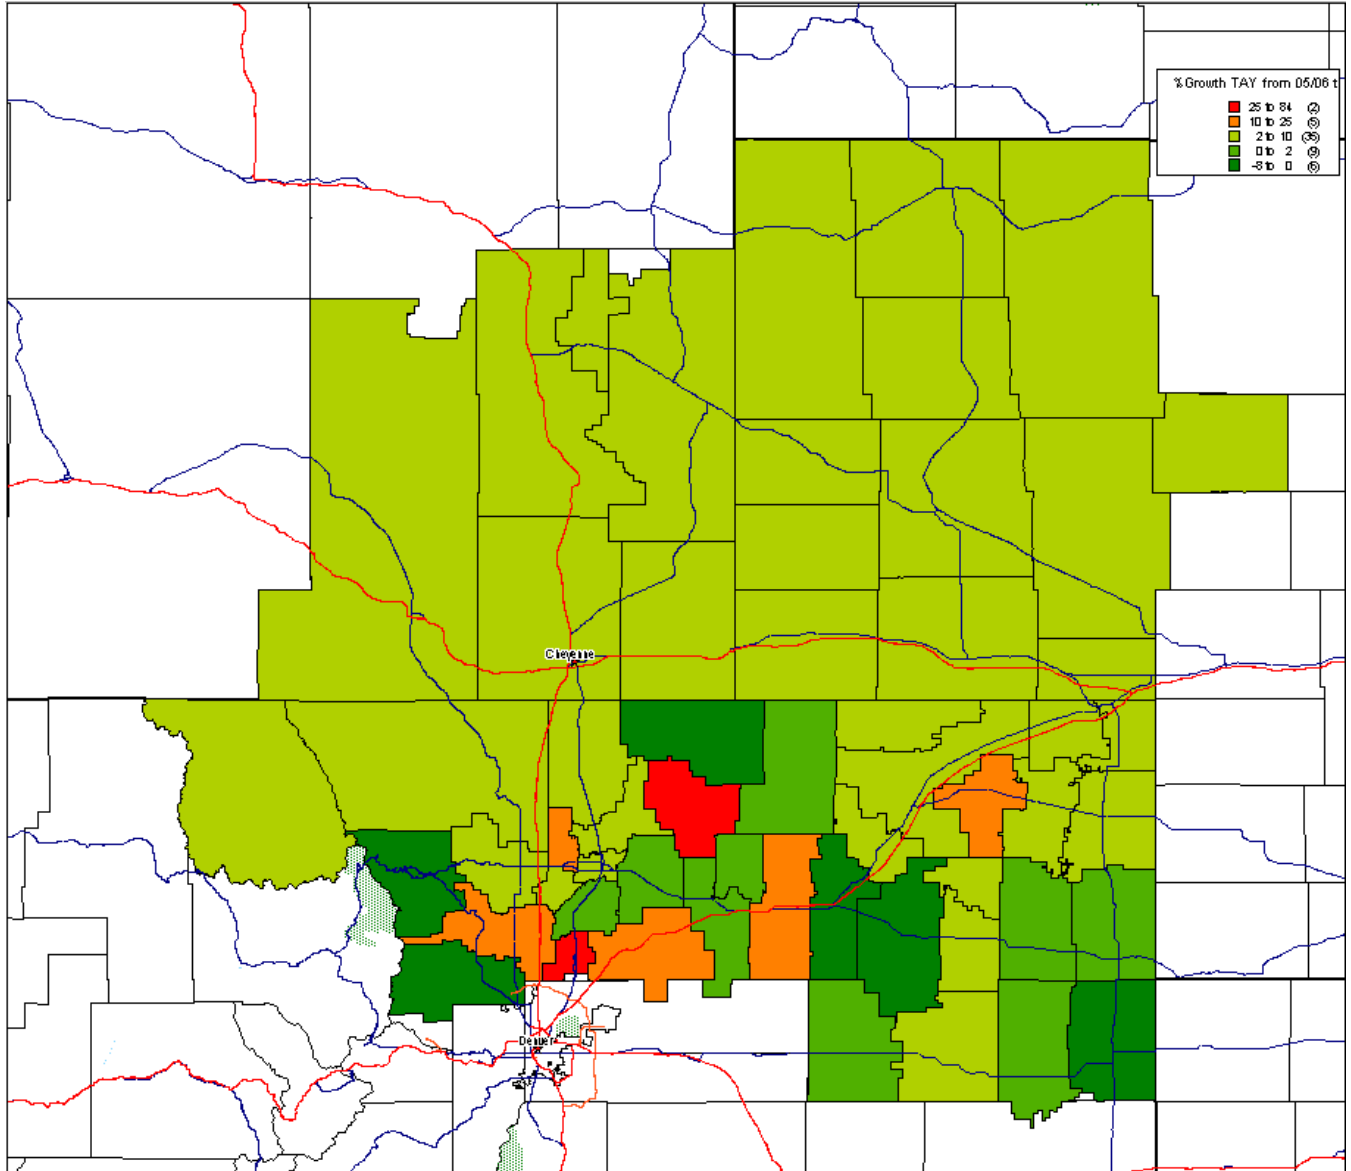 %Growth TAY from 05/06 t
25 to 84 (2)
10 to 25 (5)
2 to 10 (36)
0 to 2 (9)
-8 to 0 (6)
Cheyenne
Denver